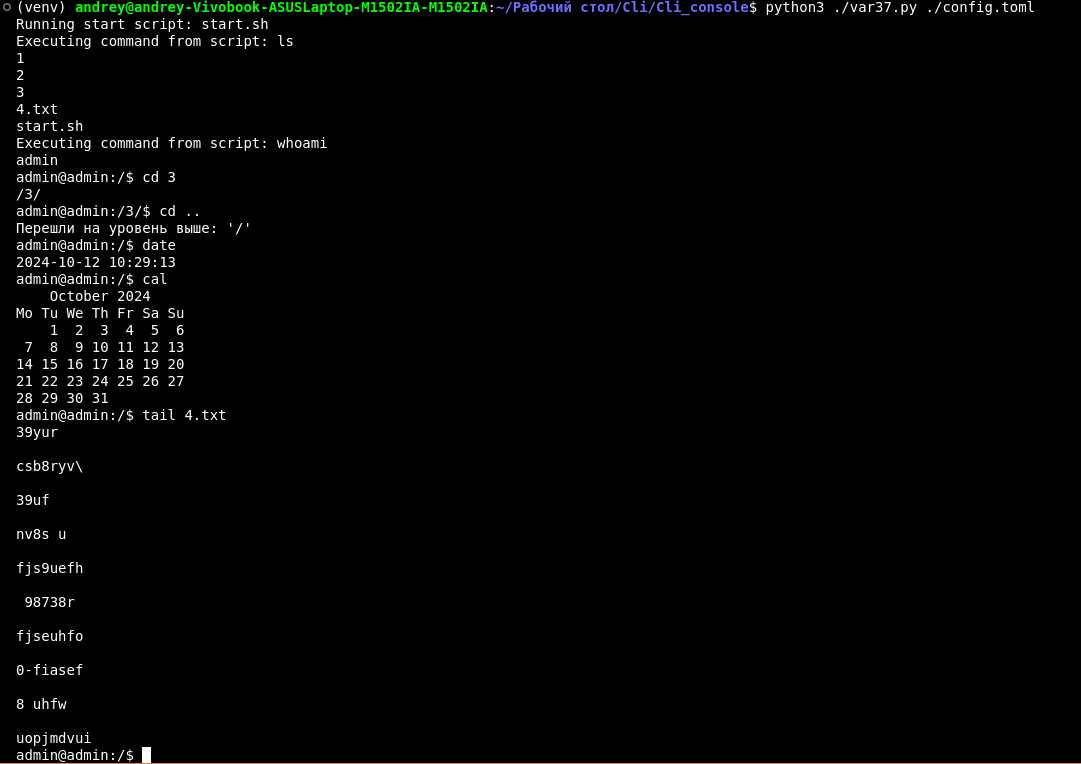 (venv) andrey@andrey-Vivobook-ASUSLaptop-M1502IA-M1502IA:~/Рабочий стол/Cli/Cli_console$ python3 ./var37.py ./config.toml
Running start script: start.sh
Executing command from script: ls
1
2
3
4.txt
start.sh
Executing command from script: whoami
admin
admin@admin:/$ cd 3
/3/
admin@admin:/3/$ cd ..
Перешли на уровень выше: '/'
admin@admin:/$ date
2024-10-12 10:29:13
admin@admin:/$ cal
    October 2024
Mo Tu We Th Fr Sa Su
    1  2  3  4  5  6
 7  8  9 10 11 12 13
14 15 16 17 18 19 20
21 22 23 24 25 26 27
28 29 30 31
admin@admin:/$ tail 4.txt
39yur
csb8ryv\
39uf
nv8s u
fjs9uefh
 98738r
fjseuhfo
0-fiasef
8 uhfw
uopjmdvui
admin@admin:/$